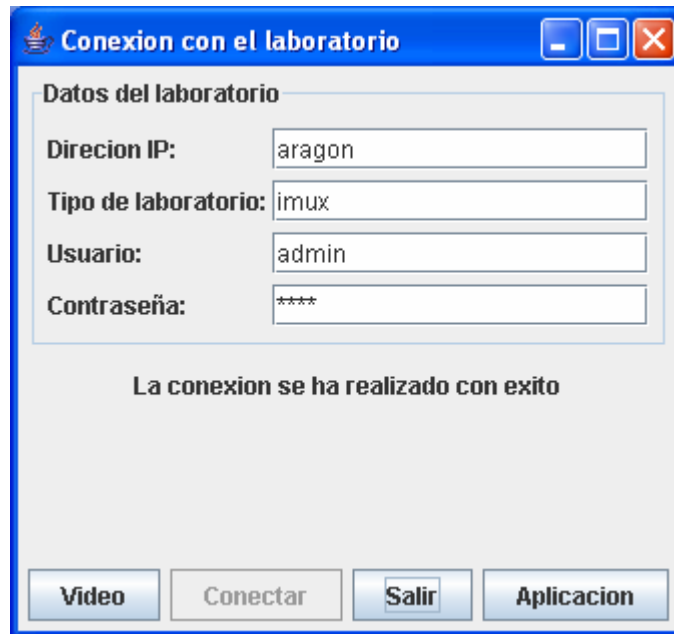 Conexion con el laboratorio
Datos del laboratorio
Direcion IP: aragon
Tipo de laboratorio: imux
Usuario: admin
Contraseña: ****
La conexion se ha realizado con exito
Video Conectar Salir Aplicacion